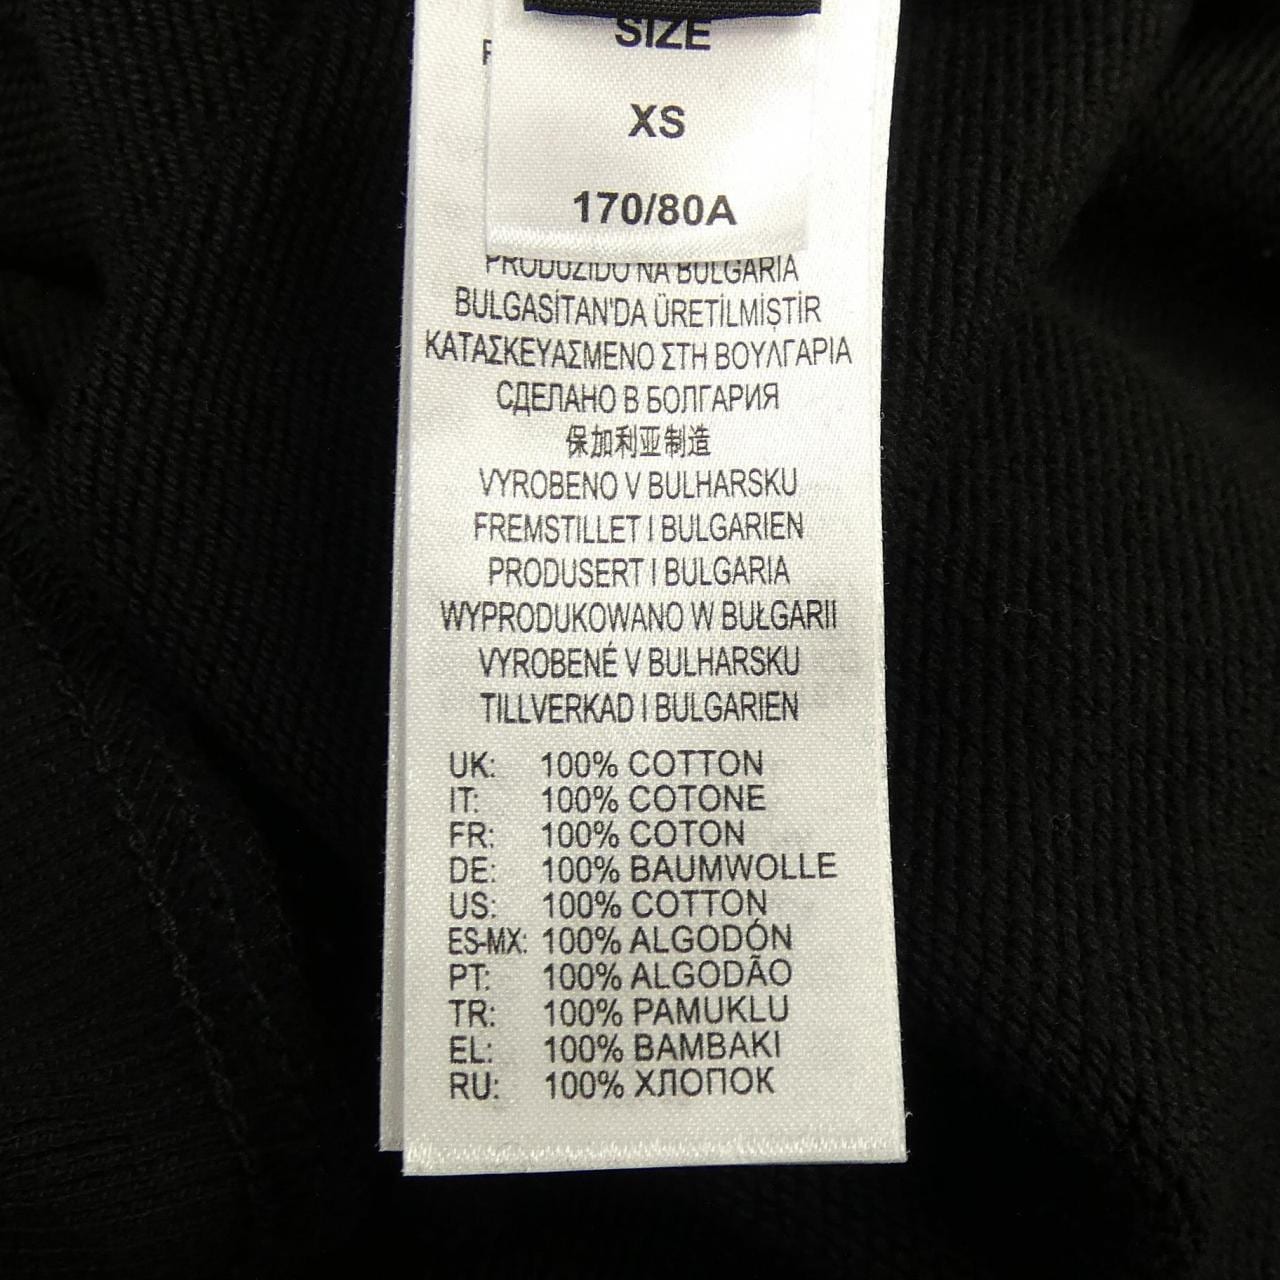 SIZE
XS
170/80A
PRODUZIDO NA BULGARIA
BULGASİTAN'DA ÜRETİLMİŞTİR
ΚΑΤΑΣΚΕΥΑΣΜΕΝΟ ΣΤΗ ΒΟΥΛΓΑΡΙΑ
СДЕЛАНО В БОЛГАРИЯ
保加利亚制造
VYROBENO V BULHARSKU
FREMSTILLET I BULGARIEN
PRODUSERT I BULGARIA
WYPRODUKOWANO W BUŁGARII
VYROBENÉ V BULHARSKU
TILLVERKAD I BULGARIEN
UK: 100% COTTON
IT: 100% COTONE
FR: 100% COTON
DE: 100% BAUMWOLLE
US: 100% COTTON
ES-MX: 100% ALGODÓN
PT: 100% ALGODÃO
TR: 100% PAMUKLU
EL: 100% BAMBAKI
RU: 100% ХЛОПОК